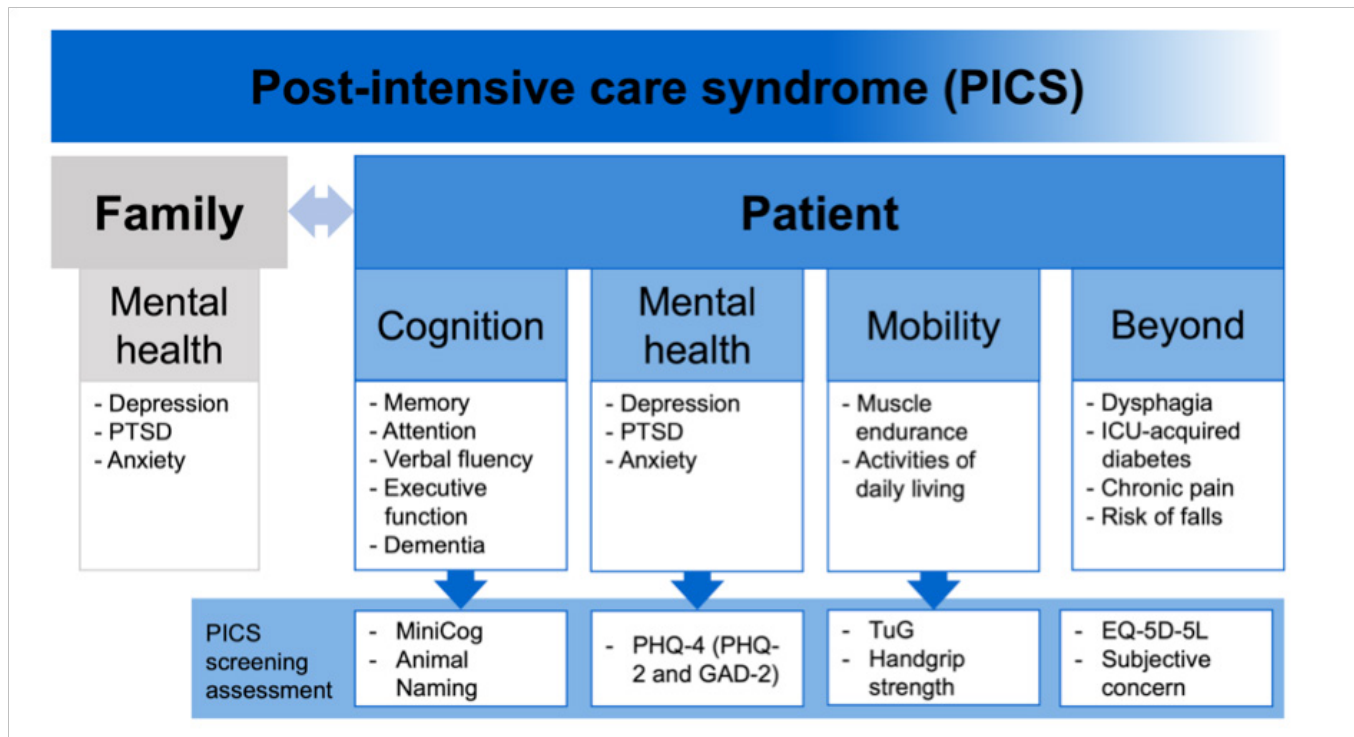 Post-intensive care syndrome (PICS)
Family
Patient
Mental
health
- Depression
- PTSD
- Anxiety
Cognition
- Memory
- Attention
- Verbal fluency
- Executive
function
- Dementia
Mental
health
- Depression
- PTSD
- Anxiety
Mobility
- Muscle
endurance
- Activities of
daily living
Beyond
- Dysphagia
- ICU-acquired
diabetes
- Chronic pain
- Risk of falls
PICS
screening
assessment
- MiniCog
- Animal
Naming
- PHQ-4 (PHQ-
2 and GAD-2)
- TuG
- Handgrip
strength
- EQ-5D-5L
- Subjective
concern